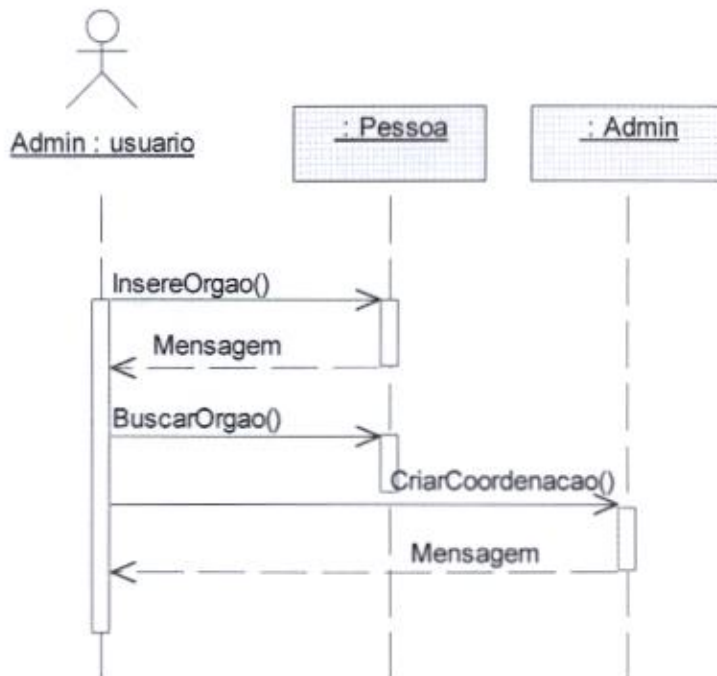 Admin : usuario
: Pessoa
: Admin
InsereOrgao()
Mensagem
BuscarOrgao()
CriarCoordenacao()
Mensagem